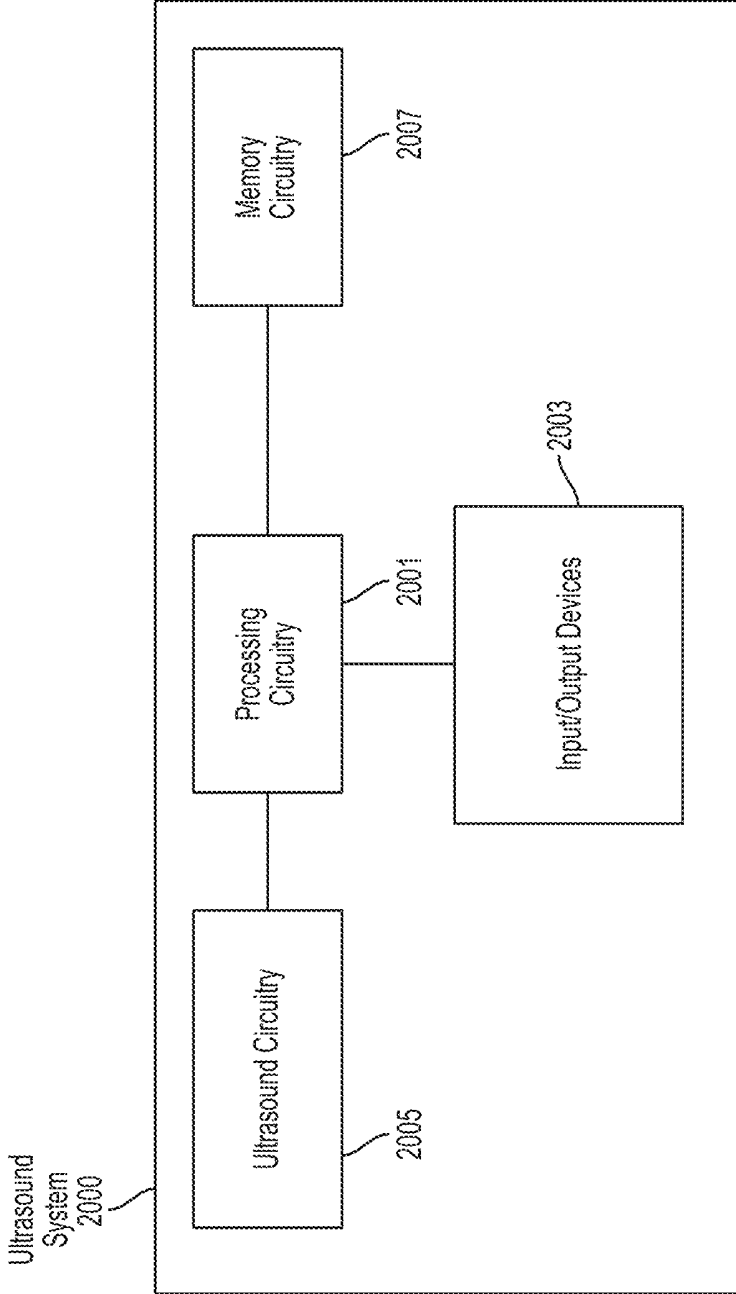 Ultrasound
System
2000
Ultrasound Circuitry
2005
Processing
Circuitry
2001
Memory
Circuitry
2007
Input/Output Devices
2003